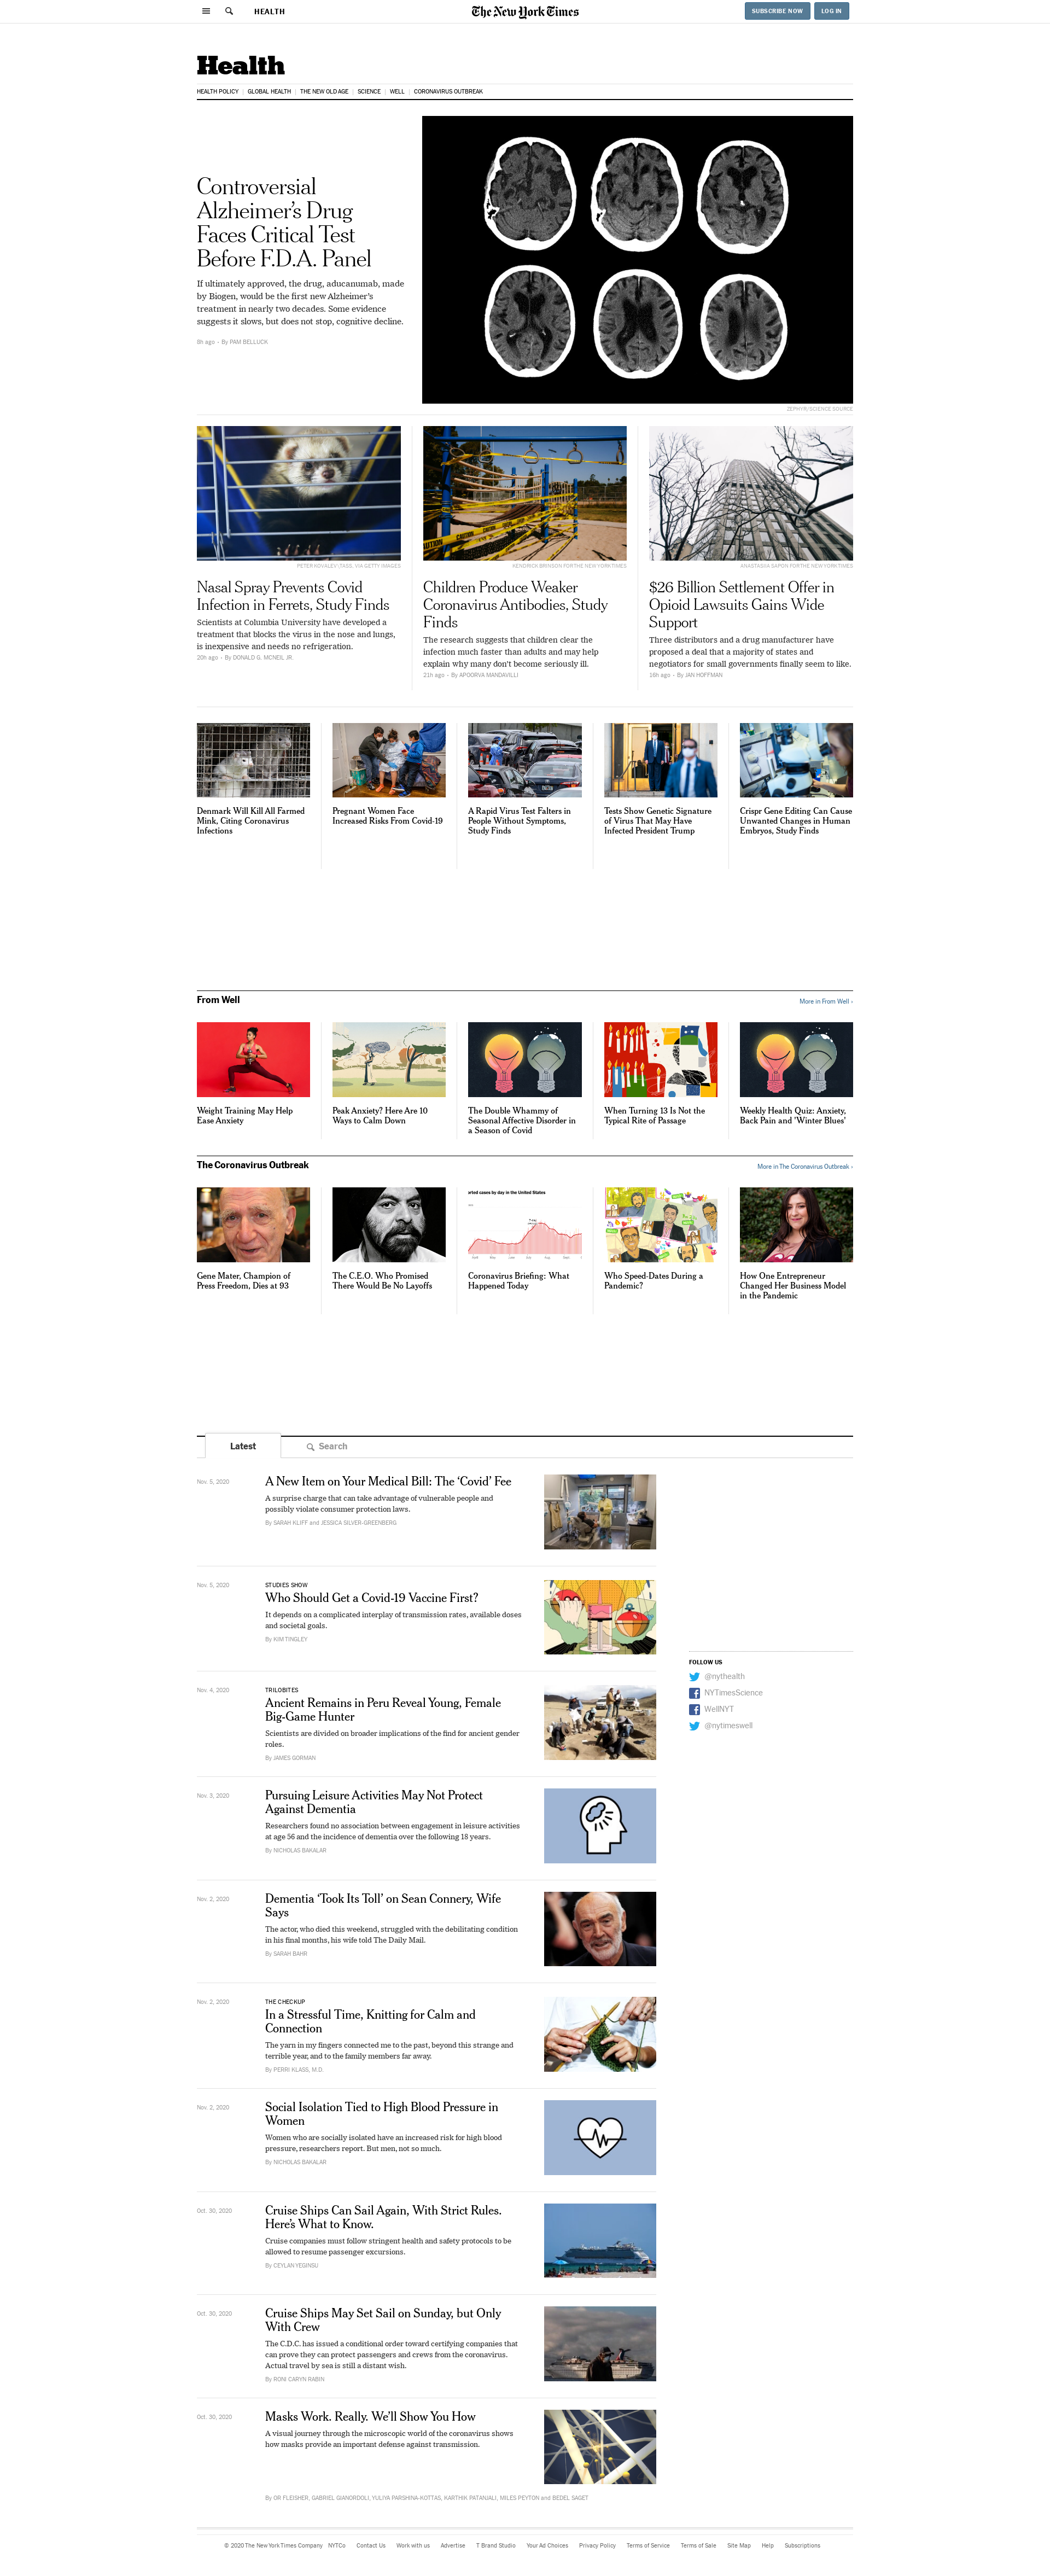 HEALTH
The New York Times
SUBSCRIBE NOW
LOG IN
Health
HEALTH POLICY | GLOBAL HEALTH | THE NEW OLD AGE | SCIENCE | WELL | CORONAVIRUS OUTBREAK
Controversial
Alzheimer’s Drug
Faces Critical Test
Before F.D.A. Panel
If ultimately approved, the drug, aducanumab, made
by Biogen, would be the first new Alzheimer’s
treatment in nearly two decades. Some evidence
suggests it slows, but does not stop, cognitive decline.
8h ago · By PAM BELLUCK
ZEPHYR/SCIENCE SOURCE
PETER KOVALEV\TASS, VIA GETTY IMAGES
Nasal Spray Prevents Covid
Infection in Ferrets, Study Finds
Scientists at Columbia University have developed a
treatment that blocks the virus in the nose and lungs,
is inexpensive and needs no refrigeration.
20h ago · By DONALD G. MCNEIL JR.
KENDRICK BRINSON FOR THE NEW YORK TIMES
Children Produce Weaker
Coronavirus Antibodies, Study
Finds
The research suggests that children clear the
infection much faster than adults and may help
explain why many don’t become seriously ill.
21h ago · By APOORVA MANDAVILLI
ANASTASIIA SAPON FOR THE NEW YORK TIMES
$26 Billion Settlement Offer in
Opioid Lawsuits Gains Wide
Support
Three distributors and a drug manufacturer have
proposed a deal that a majority of states and
negotiators for small governments finally seem to like.
16h ago · By JAN HOFFMAN
Denmark Will Kill All Farmed
Mink, Citing Coronavirus
Infections
Pregnant Women Face
Increased Risks From Covid-19
A Rapid Virus Test Falters in
People Without Symptoms,
Study Finds
Tests Show Genetic Signature
of Virus That May Have
Infected President Trump
Crispr Gene Editing Can Cause
Unwanted Changes in Human
Embryos, Study Finds
From Well
More in From Well ›
Weight Training May Help
Ease Anxiety
Peak Anxiety? Here Are 10
Ways to Calm Down
The Double Whammy of
Seasonal Affective Disorder in
a Season of Covid
When Turning 13 Is Not the
Typical Rite of Passage
Weekly Health Quiz: Anxiety,
Back Pain and ‘Winter Blues’
The Coronavirus Outbreak
More in The Coronavirus Outbreak ›
orted cases by day in the United States
Gene Mater, Champion of
Press Freedom, Dies at 93
The C.E.O. Who Promised
There Would Be No Layoffs
Coronavirus Briefing: What
Happened Today
Who Speed-Dates During a
Pandemic?
How One Entrepreneur
Changed Her Business Model
in the Pandemic
Latest
Search
Nov. 5, 2020
A New Item on Your Medical Bill: The ‘Covid’ Fee
A surprise charge that can take advantage of vulnerable people and
possibly violate consumer protection laws.
By SARAH KLIFF and JESSICA SILVER-GREENBERG
Nov. 5, 2020
STUDIES SHOW
Who Should Get a Covid-19 Vaccine First?
It depends on a complicated interplay of transmission rates, available doses
and societal goals.
By KIM TINGLEY
FOLLOW US
@nythealth
NYTimesScience
WellNYT
@nytimeswell
Nov. 4, 2020
TRILOBITES
Ancient Remains in Peru Reveal Young, Female
Big-Game Hunter
Scientists are divided on broader implications of the find for ancient gender
roles.
By JAMES GORMAN
Nov. 3, 2020
Pursuing Leisure Activities May Not Protect
Against Dementia
Researchers found no association between engagement in leisure activities
at age 56 and the incidence of dementia over the following 18 years.
By NICHOLAS BAKALAR
Nov. 2, 2020
Dementia ‘Took Its Toll’ on Sean Connery, Wife
Says
The actor, who died this weekend, struggled with the debilitating condition
in his final months, his wife told The Daily Mail.
By SARAH BAHR
Nov. 2, 2020
THE CHECKUP
In a Stressful Time, Knitting for Calm and
Connection
The yarn in my fingers connected me to the past, beyond this strange and
terrible year, and to the family members far away.
By PERRI KLASS, M.D.
Nov. 2, 2020
Social Isolation Tied to High Blood Pressure in
Women
Women who are socially isolated have an increased risk for high blood
pressure, researchers report. But men, not so much.
By NICHOLAS BAKALAR
Oct. 30, 2020
Cruise Ships Can Sail Again, With Strict Rules.
Here’s What to Know.
Cruise companies must follow stringent health and safety protocols to be
allowed to resume passenger excursions.
By CEYLAN YEGINSU
Oct. 30, 2020
Cruise Ships May Set Sail on Sunday, but Only
With Crew
The C.D.C. has issued a conditional order toward certifying companies that
can prove they can protect passengers and crews from the coronavirus.
Actual travel by sea is still a distant wish.
By RONI CARYN RABIN
Oct. 30, 2020
Masks Work. Really. We’ll Show You How
A visual journey through the microscopic world of the coronavirus shows
how masks provide an important defense against transmission.
By OR FLEISHER, GABRIEL GIANORDOLI, YULIYA PARSHINA-KOTTAS, KARTHIK PATANJALI, MILES PEYTON and BEDEL SAGET
© 2020 The New York Times Company NYTCo Contact Us Work with us Advertise T Brand Studio Your Ad Choices Privacy Policy Terms of Service Terms of Sale Site Map Help Subscriptions